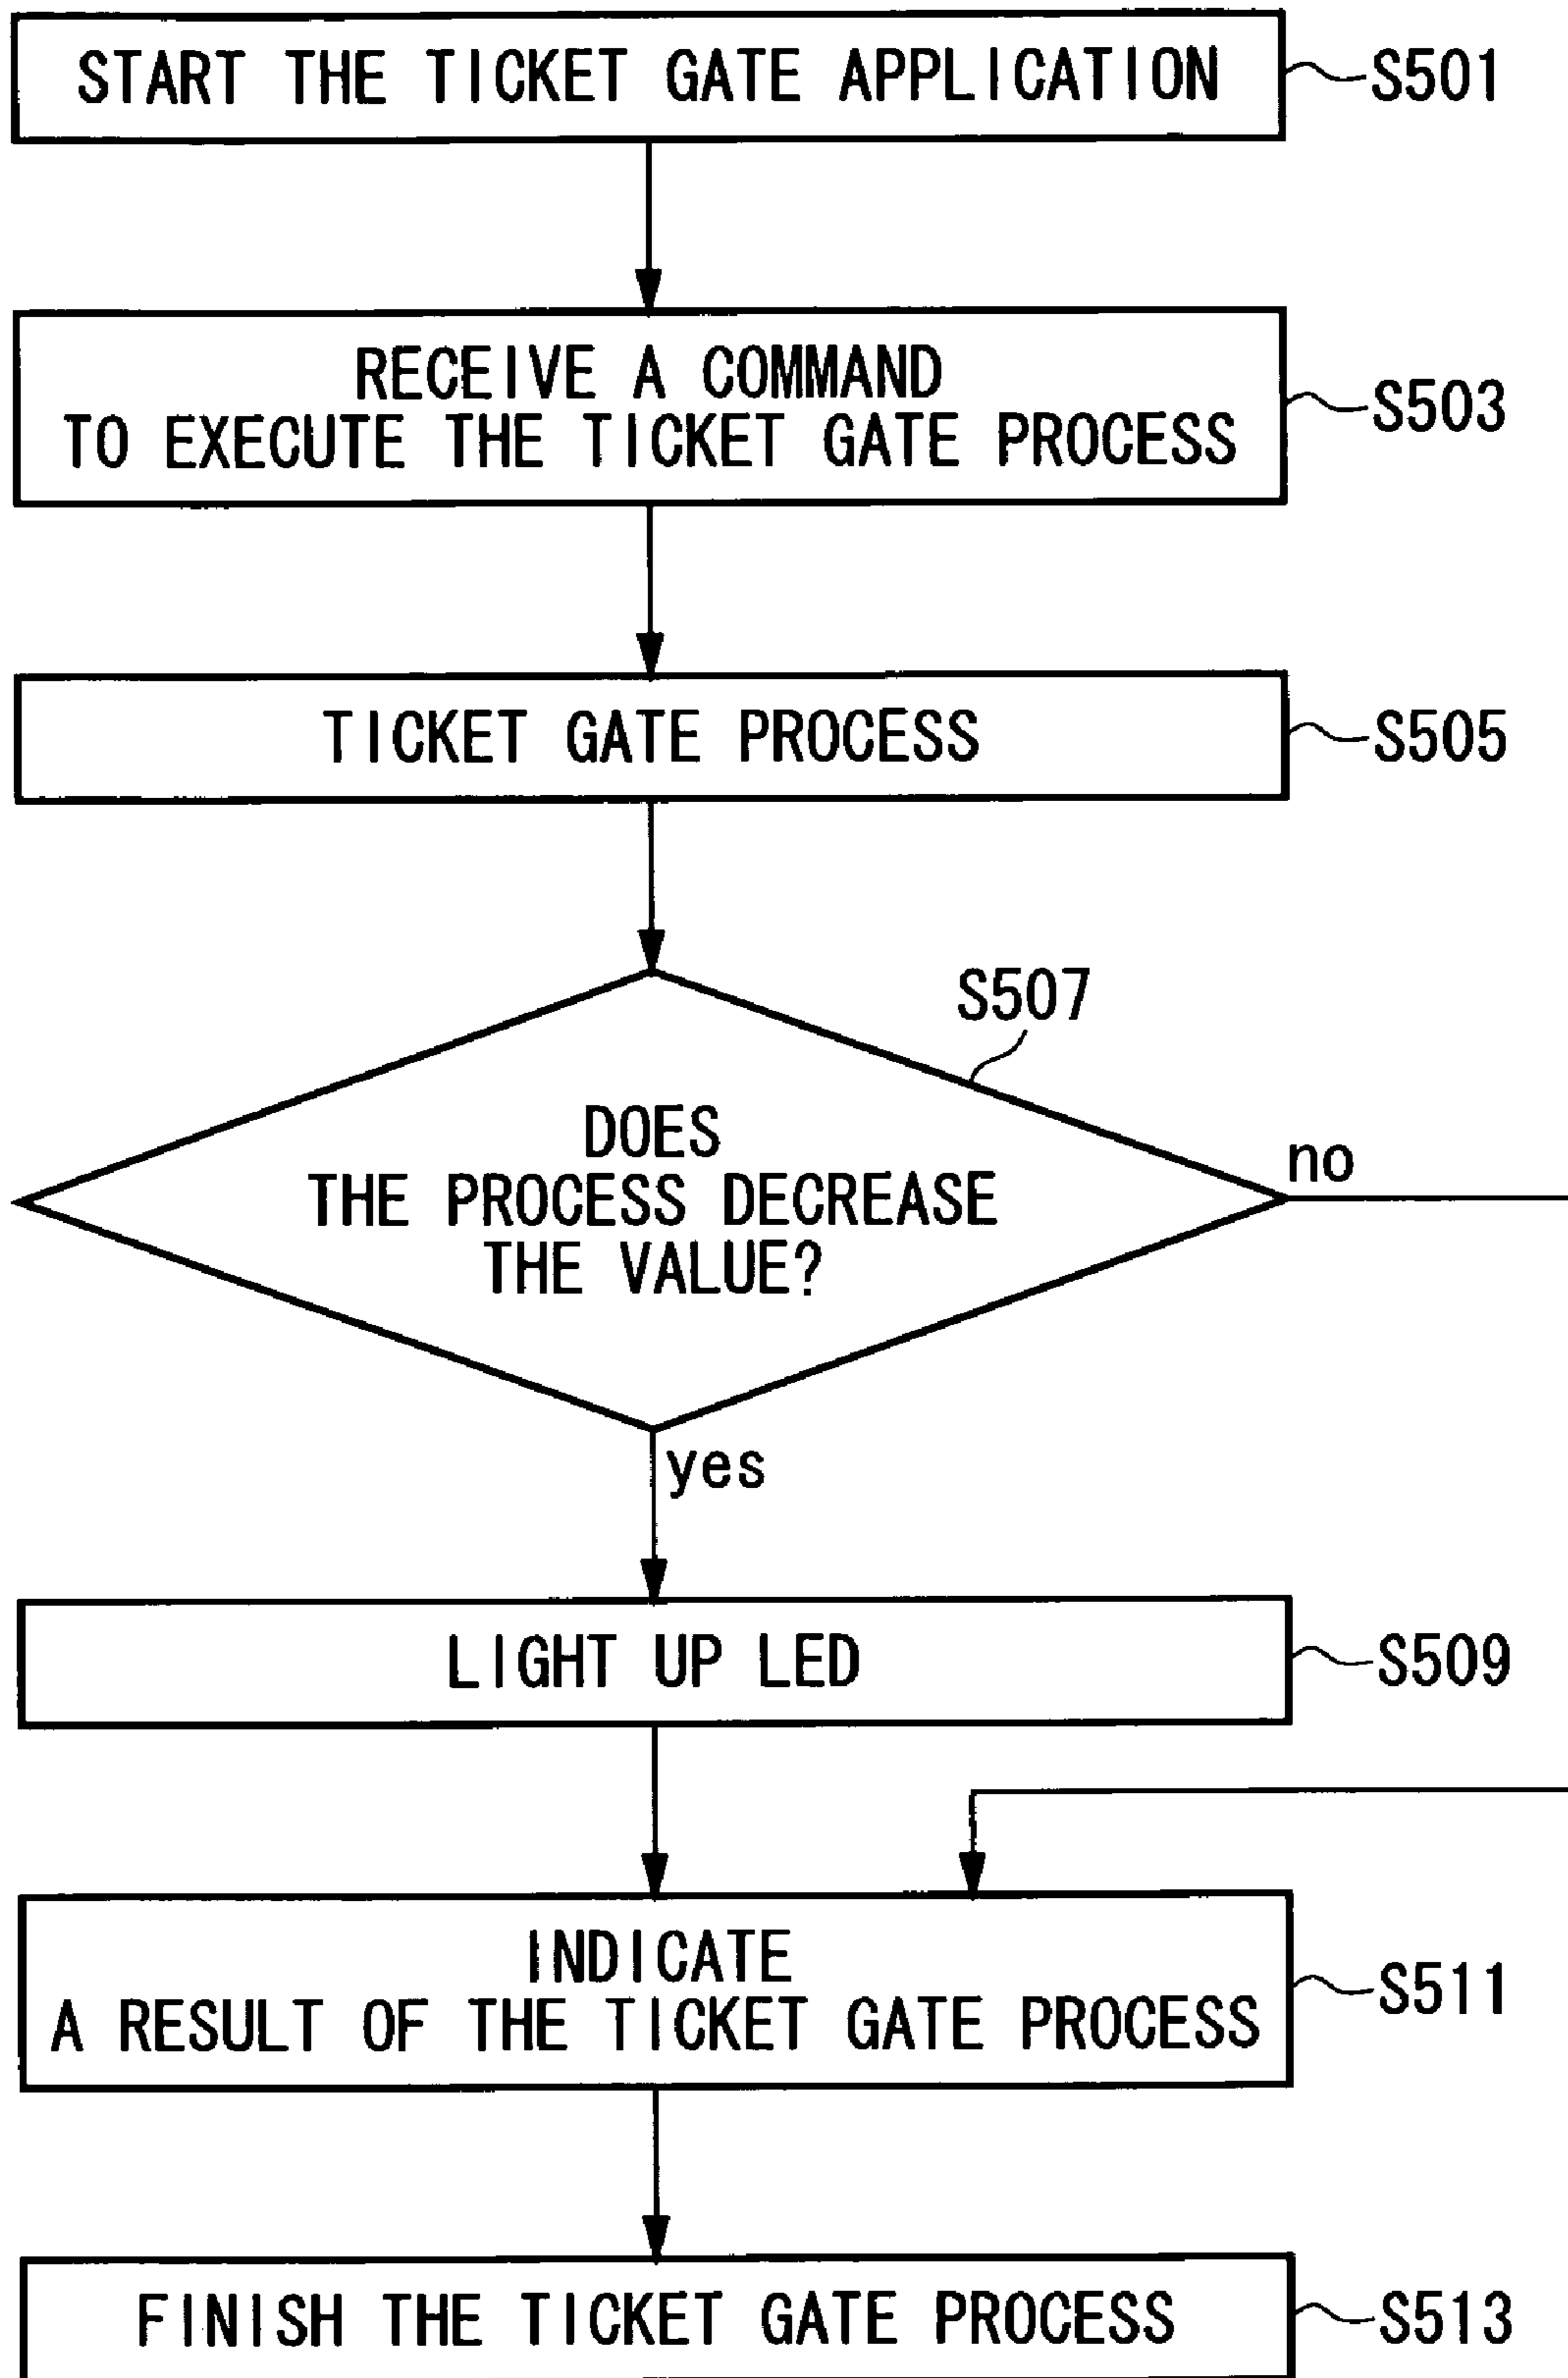 START THE TICKET GATE APPLICATION
S501
RECEIVE A COMMAND
TO EXECUTE THE TICKET GATE PROCESS
S503
TICKET GATE PROCESS
S505
S507
DOES
THE PROCESS DECREASE
THE VALUE?
no
yes
LIGHT UP LED
S509
INDICATE
A RESULT OF THE TICKET GATE PROCESS
S511
FINISH THE TICKET GATE PROCESS
S513